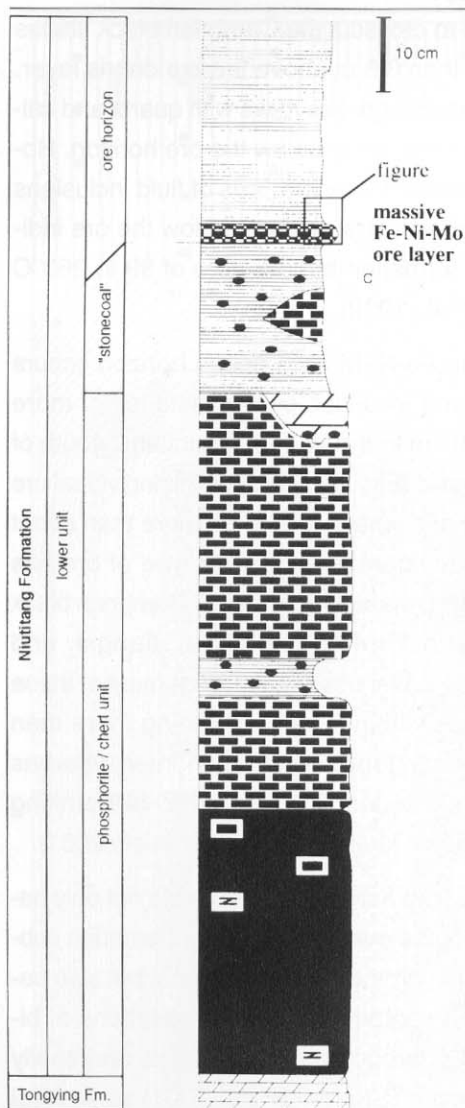 10 cm
ore horizon
figure
massive
Fe-Ni-Mo
ore layer
C
"stonecoal"
Niutitang Formation
lower unit
phosphorite / chert unit
N
N
Tongying Fm.